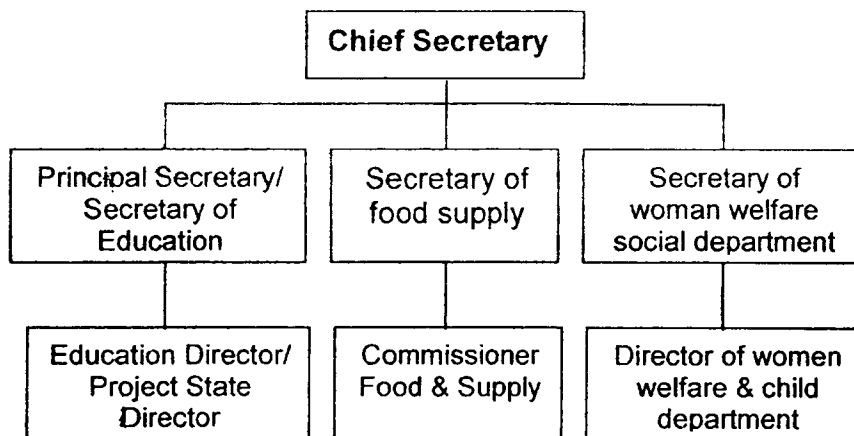 Chief Secretary
Principal Secretary/
Secretary of
Education
Secretary of
food supply
Secretary of
woman welfare
social department
Education Director/
Project State
Director
Commissioner
Food & Supply
Director of women
welfare & child
department